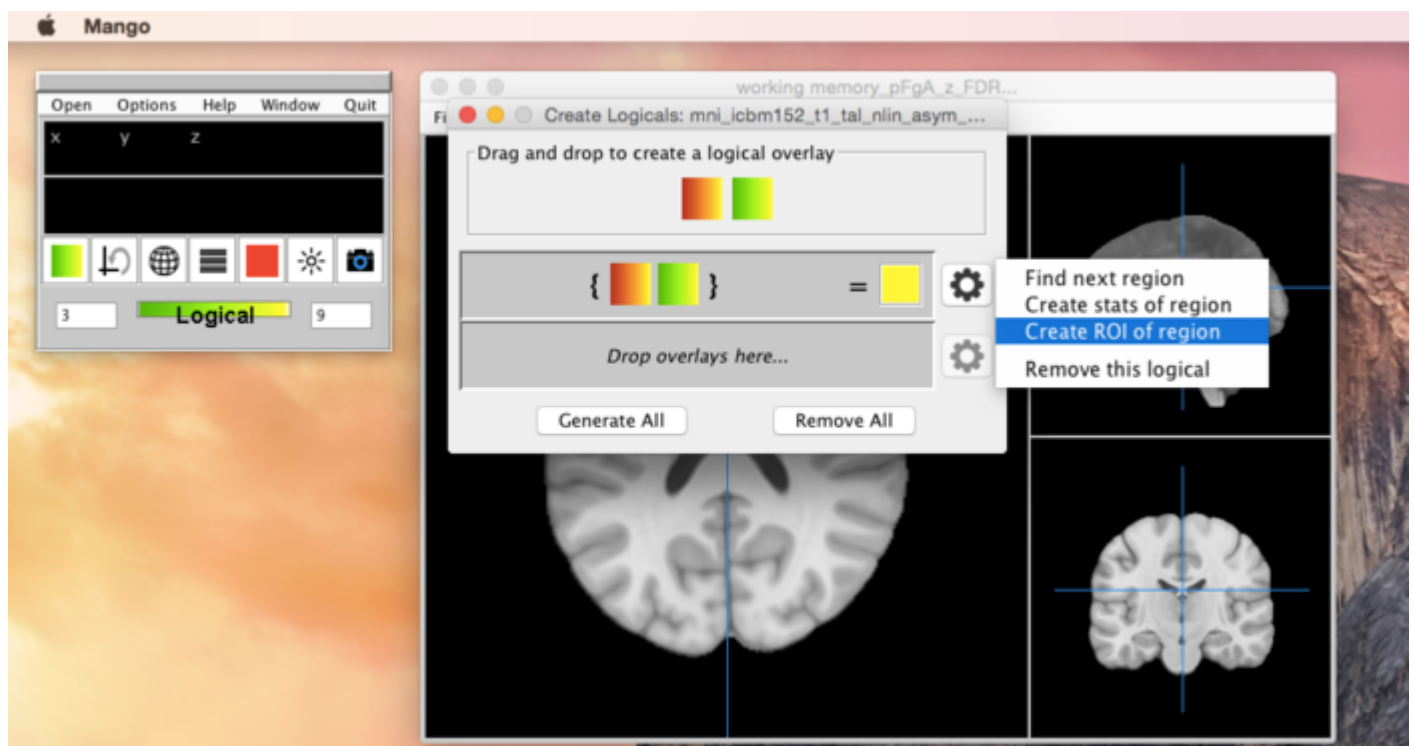 Mango
Open Options Help Window Quit
x y z
3 Logical 9
working memory_pFgA_z_FDR...
Fi
Create Logicals: mni_icbm152_t1_tal_nlin_asym_...
Drag and drop to create a logical overlay
{ } =
Drop overlays here...
Generate All Remove All
Find next region
Create stats of region
Create ROI of region
Remove this logical